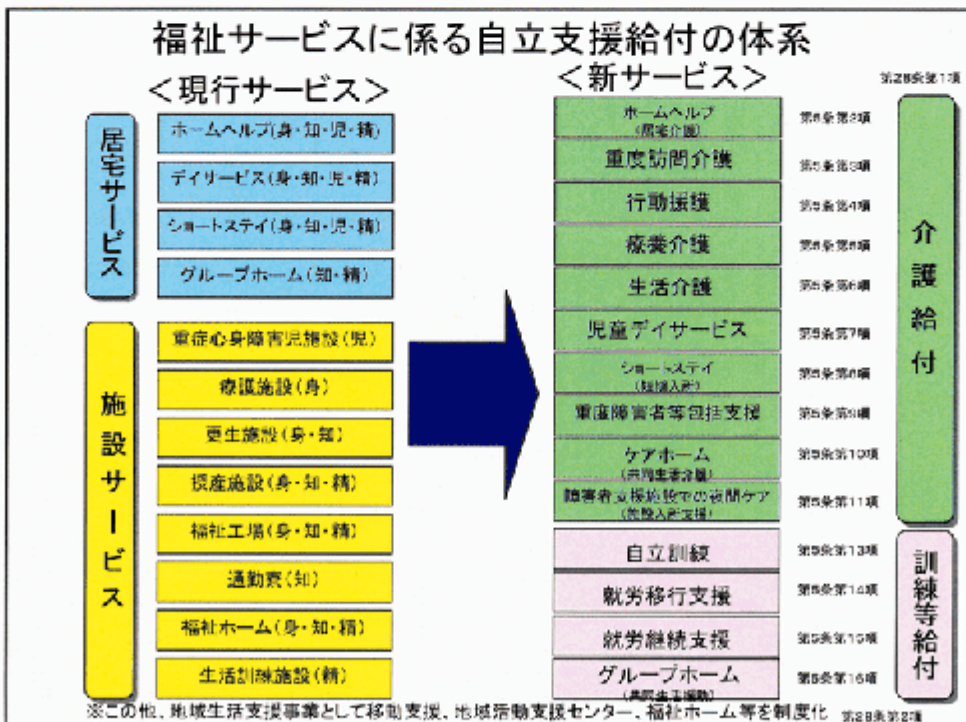 福祉サービスに係る自立支援給付の体系
<現行サービス>
居宅サービス
ホームヘルプ(身・知・児・精)
デイサービス(身・知・児・精)
ショートステイ(身・知・児・精)
グループホーム(知・精)
施設サービス
重症心身障害児施設(児)
療護施設(身)
更生施設(身・知)
授産施設(身・知・精)
福祉工場(身・知・精)
通勤寮(知)
福祉ホーム(身・知・精)
生活訓練施設(精)
<新サービス>
第28条第1項
介護給付
ホームヘルプ
(居宅介護)
第5条第2項
重度訪問介護
第5条第3項
行動援護
第5条第4項
療養介護
第5条第5項
生活介護
第5条第6項
児童デイサービス
第5条第7項
ショートステイ
(短期入所)
第5条第8項
重度障害者等包括支援
第5条第9項
ケアホーム
(共同生活介護)
第5条第10項
障害者支援施設での夜間ケア
(施設入所支援)
第5条第11項
訓練等給付
自立訓練
第5条第13項
就労移行支援
第5条第14項
就労継続支援
第5条第15項
グループホーム
(共同生活援助)
第5条第16項
第28条第2項
※この他、地域生活支援事業として移動支援、地域活動支援センター、福祉ホーム等を制度化